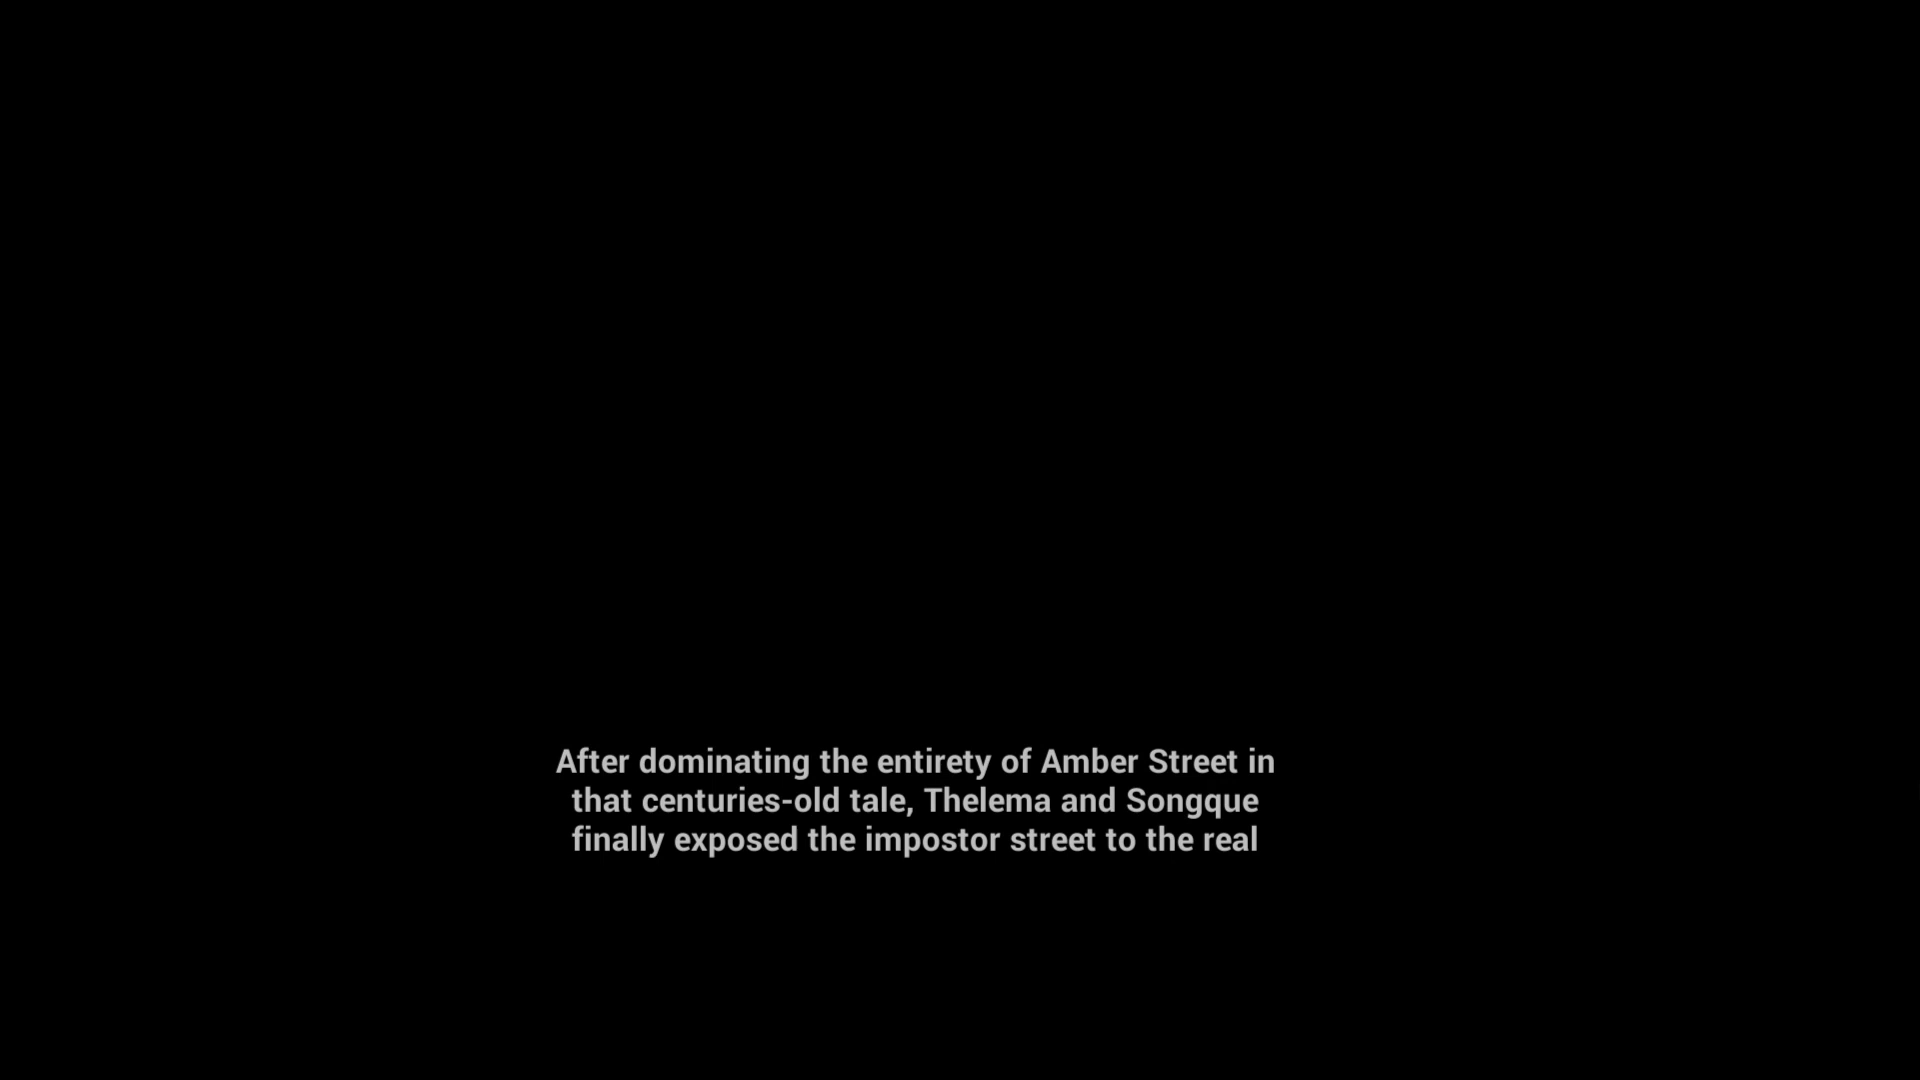 After dominating the entirety of Amber Street in
that centuries-old tale, Thelema and Songque
finally exposed the impostor street to the real